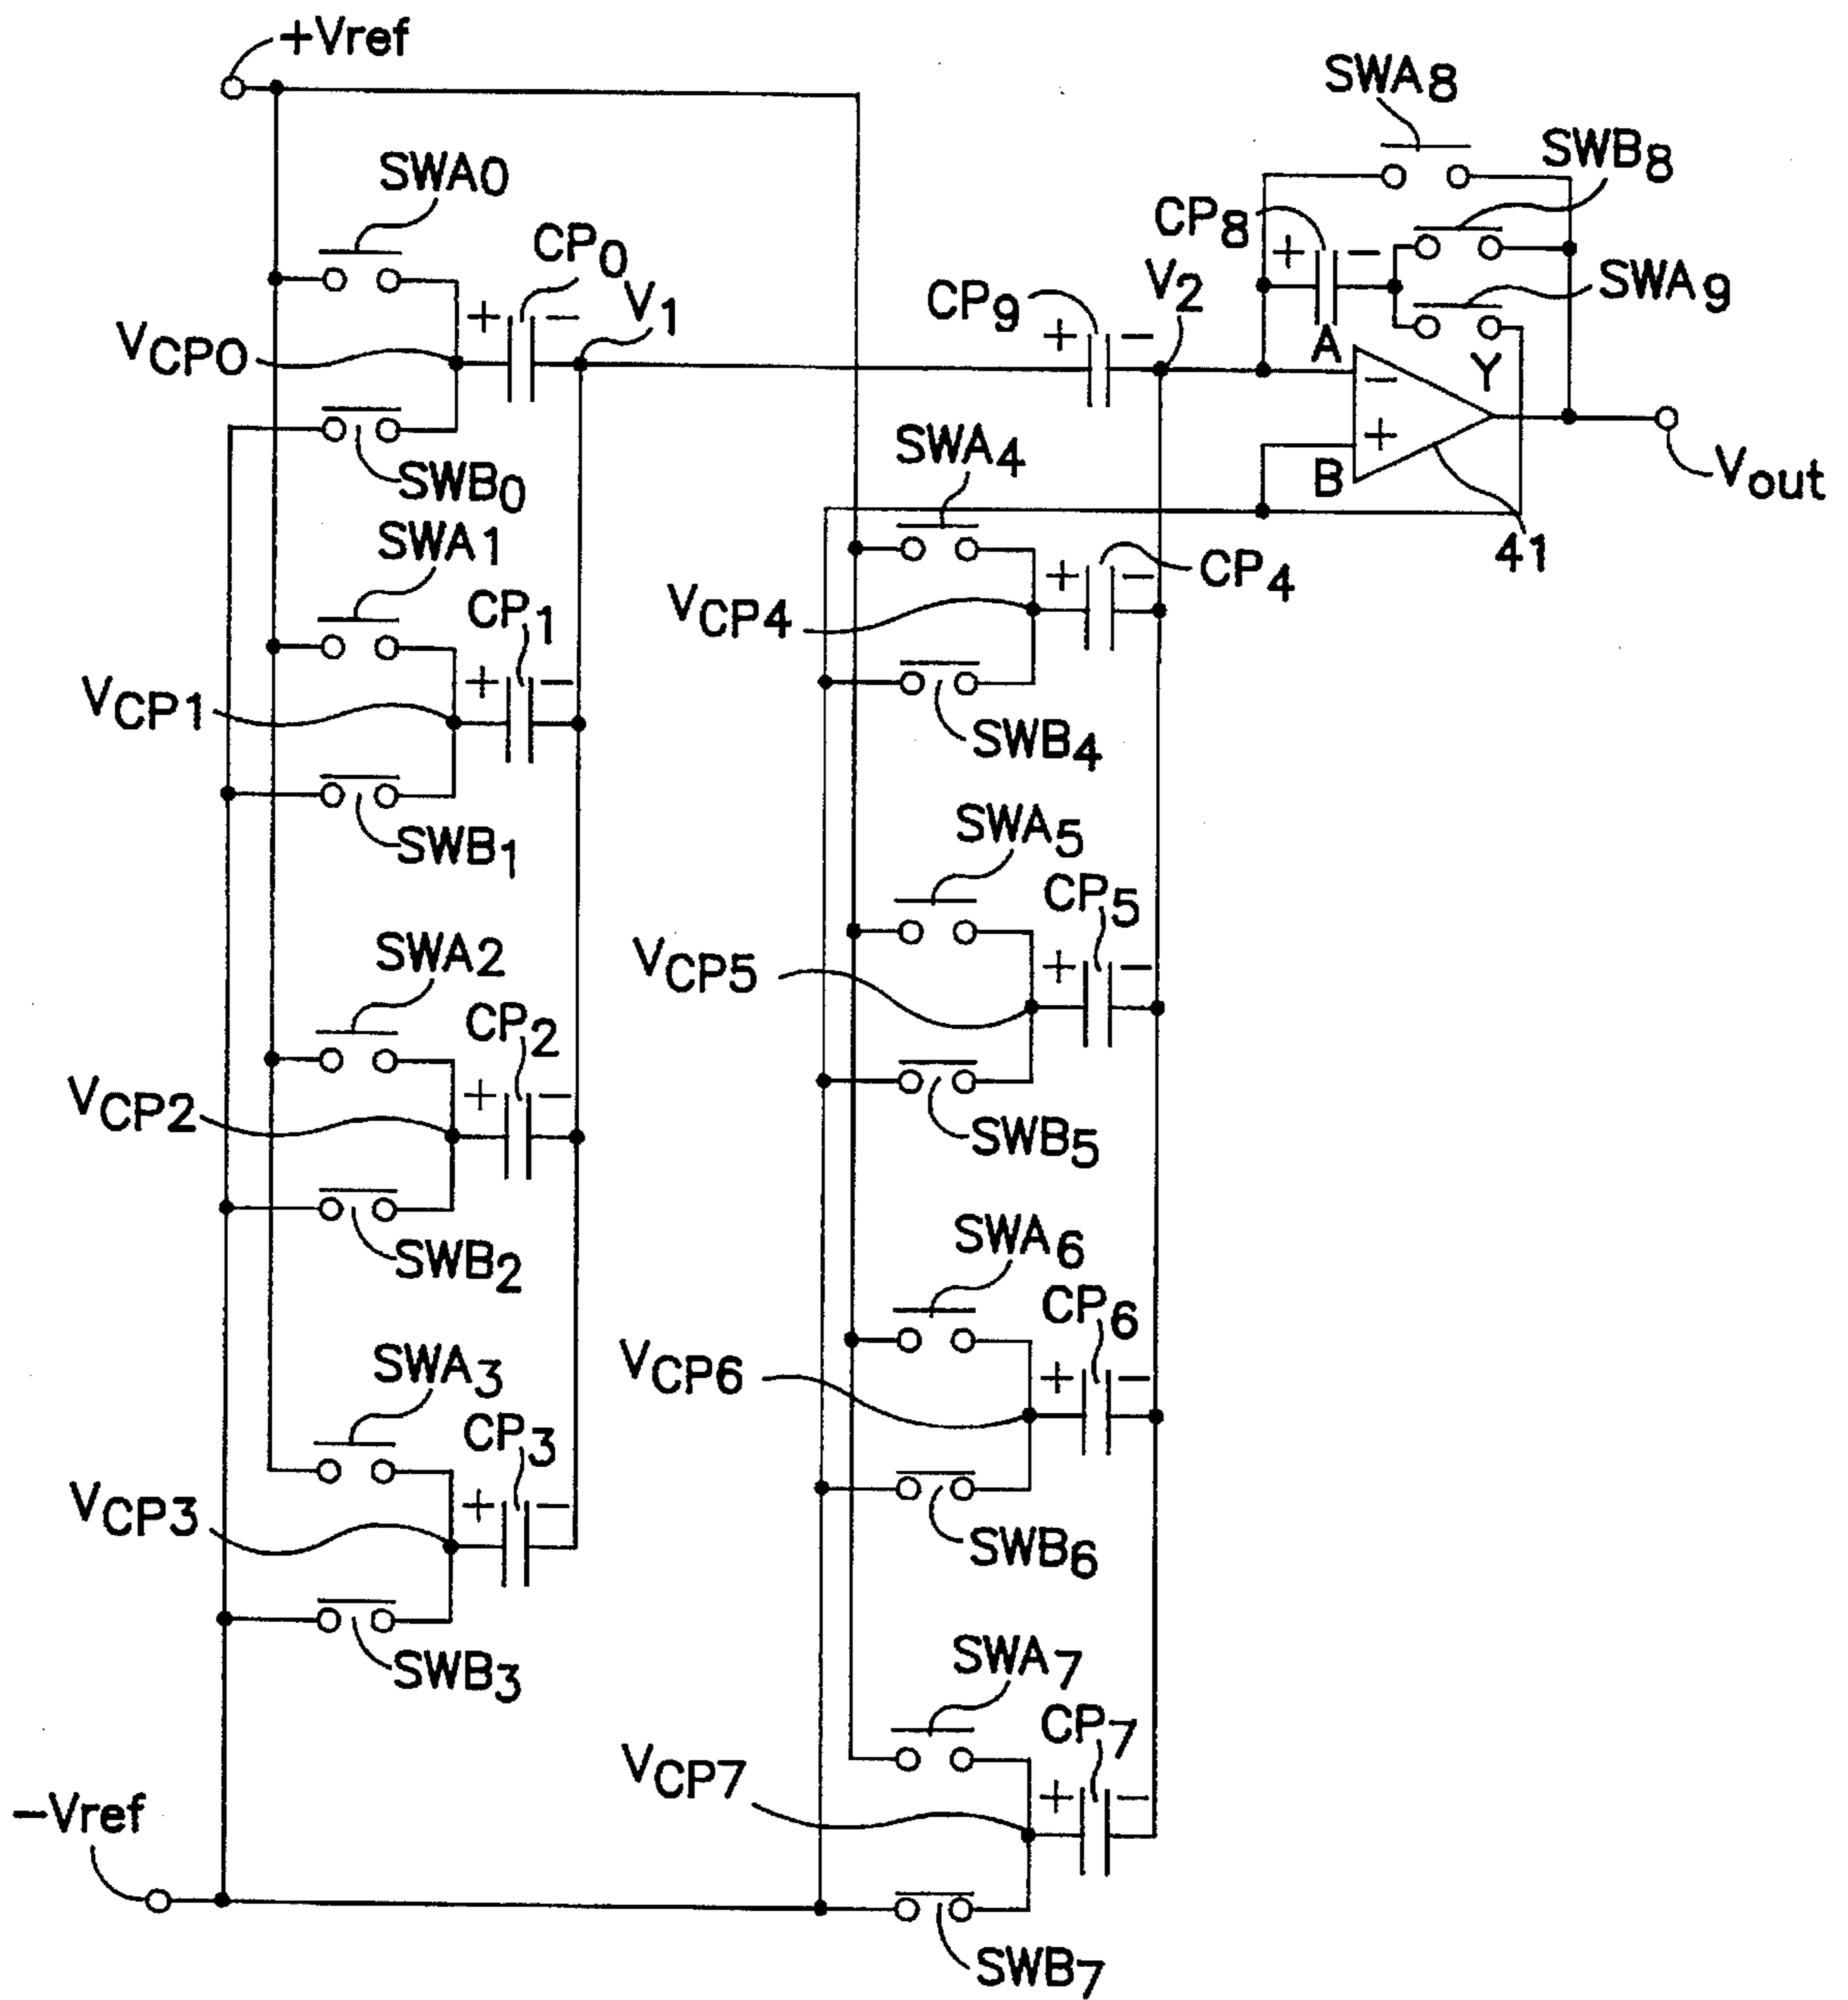 +Vref
SWA8
SWB8
SWA0
CP8
+ −
SWA9
CP0
V1
CP9
V2
+ −
+ −
VCP0
A
−
Y
+
B
SWA4
Vout
SWB0
SWA1
41
CP4
+ −
CP1
VCP4
+ −
VCP1
SWB4
SWA5
SWB1
CP5
SWA2
VCP5
+ −
CP2
VCP2
+ −
SWB5
SWA6
SWB2
CP6
SWA3
VCP6
+ −
CP3
VCP3
+ −
SWB6
SWA7
SWB3
CP7
VCP7
+ −
−Vref
SWB7